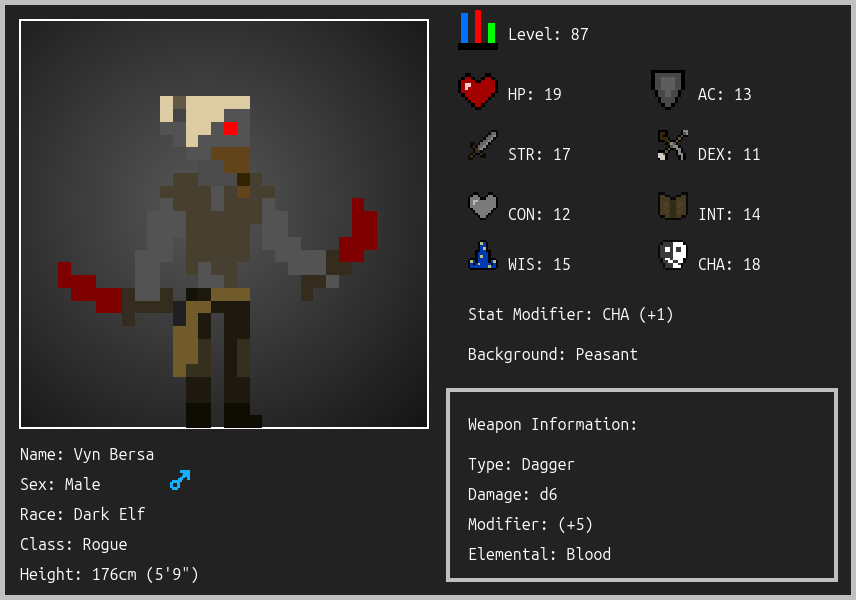 Level: 87
HP: 19
AC: 13
STR: 17
DEX: 11
CON: 12
INT: 14
WIS: 15
CHA: 18
Stat Modifier: CHA (+1)
Background: Peasant
Weapon Information:
Type: Dagger
Damage: d6
Modifier: (+5)
Elemental: Blood
Name: Vyn Bersa
Sex: Male
Race: Dark Elf
Class: Rogue
Height: 176cm (5'9")